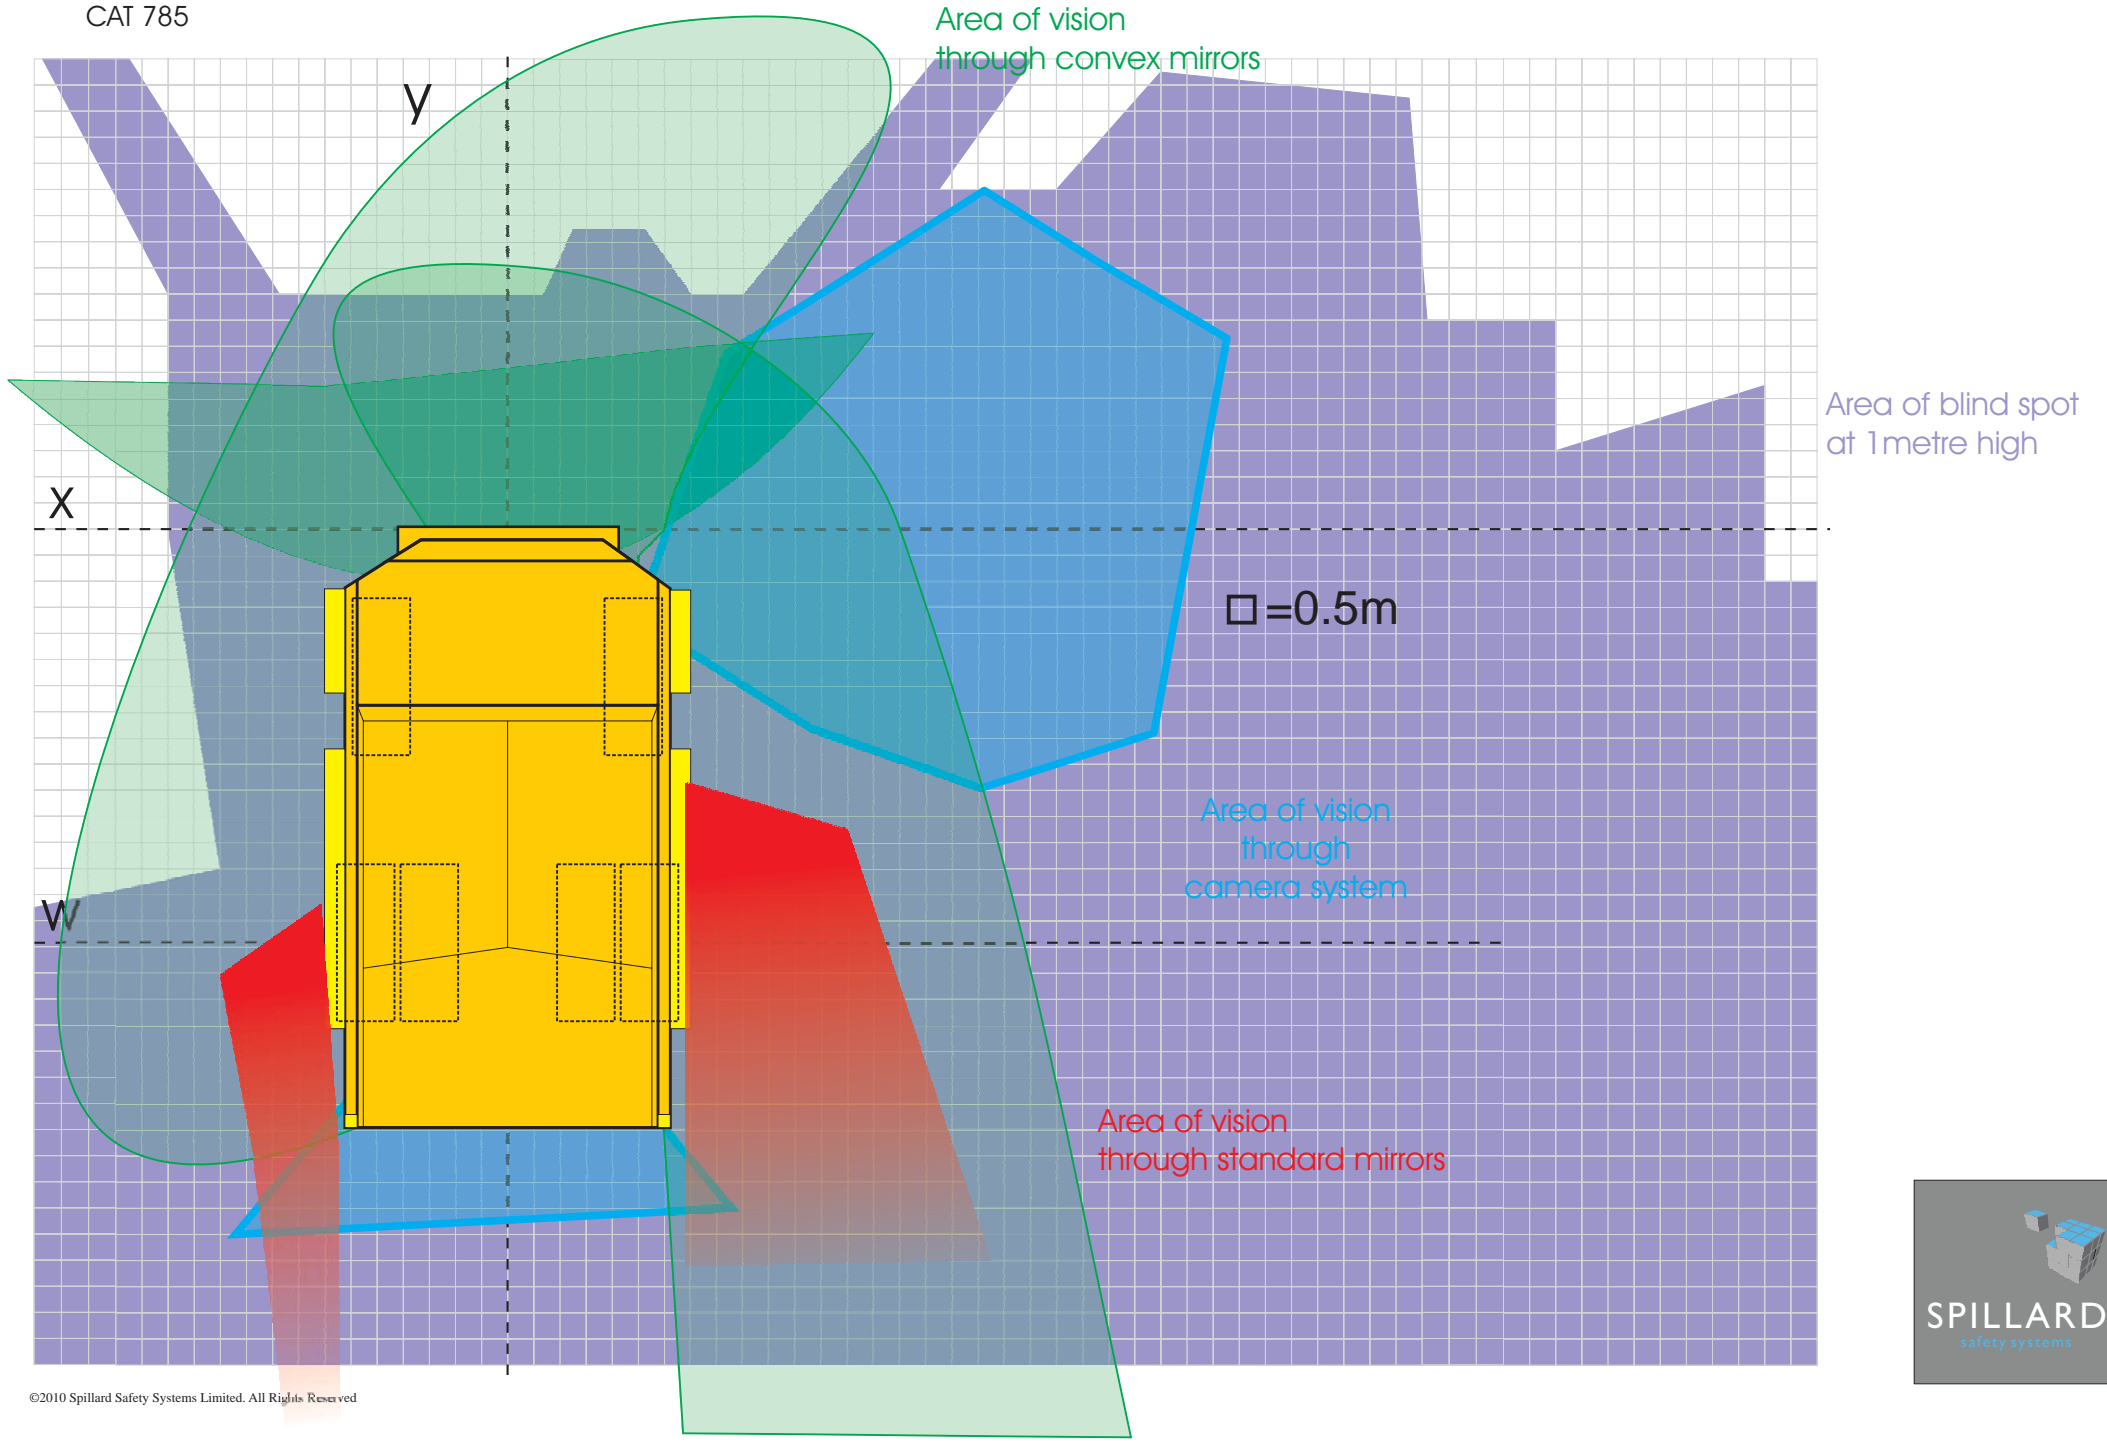 CAT 785
Area of vision
through convex mirrors
y
Area of blind spot
at 1metre high
X
=0.5m
Area of vision
through
camera system
W
Area of vision
through standard mirrors
SPILLARD
safety systems
©2010 Spillard Safety Systems Limited. All Rights Reserved